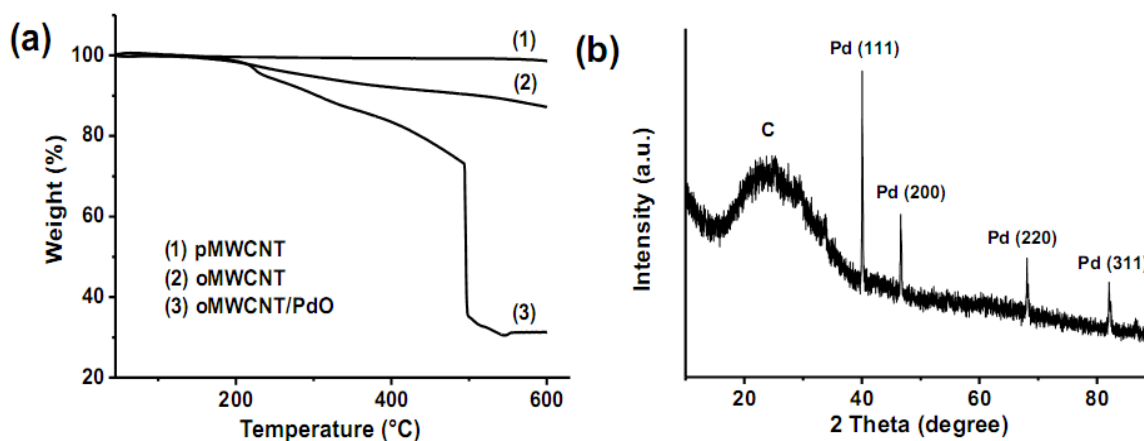 (a)
100
80
60
40
20
Weight (%)
(1)
(2)
(3)
(1) pMWCNT
(2) oMWCNT
(3) oMWCNT/PdO
200 400 600
Temperature (°C)
(b)
Intensity (a.u.)
C
Pd (111)
Pd (200)
Pd (220)
Pd (311)
20 40 60 80
2 Theta (degree)